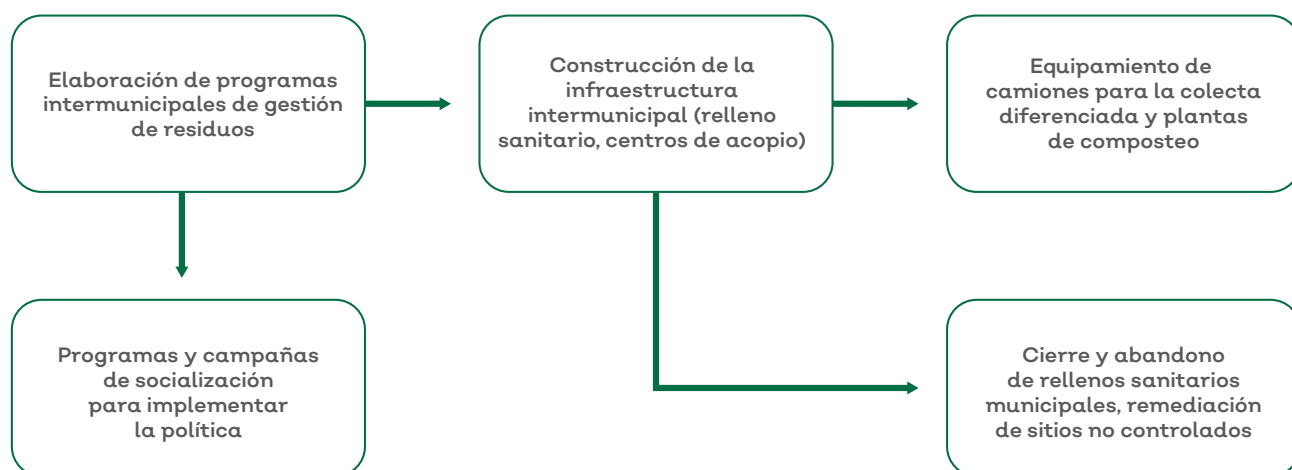 Elaboración de programas
intermunicipales de gestión
de residuos
Construcción de la
infraestructura
intermunicipal (relleno
sanitario, centros de acopio)
Equipamiento de
camiones para la colecta
diferenciada y plantas
de composteo
Programas y campañas
de socialización
para implementar
la política
Cierre y abandono
de rellenos sanitarios
municipales, remediación
de sitios no controlados